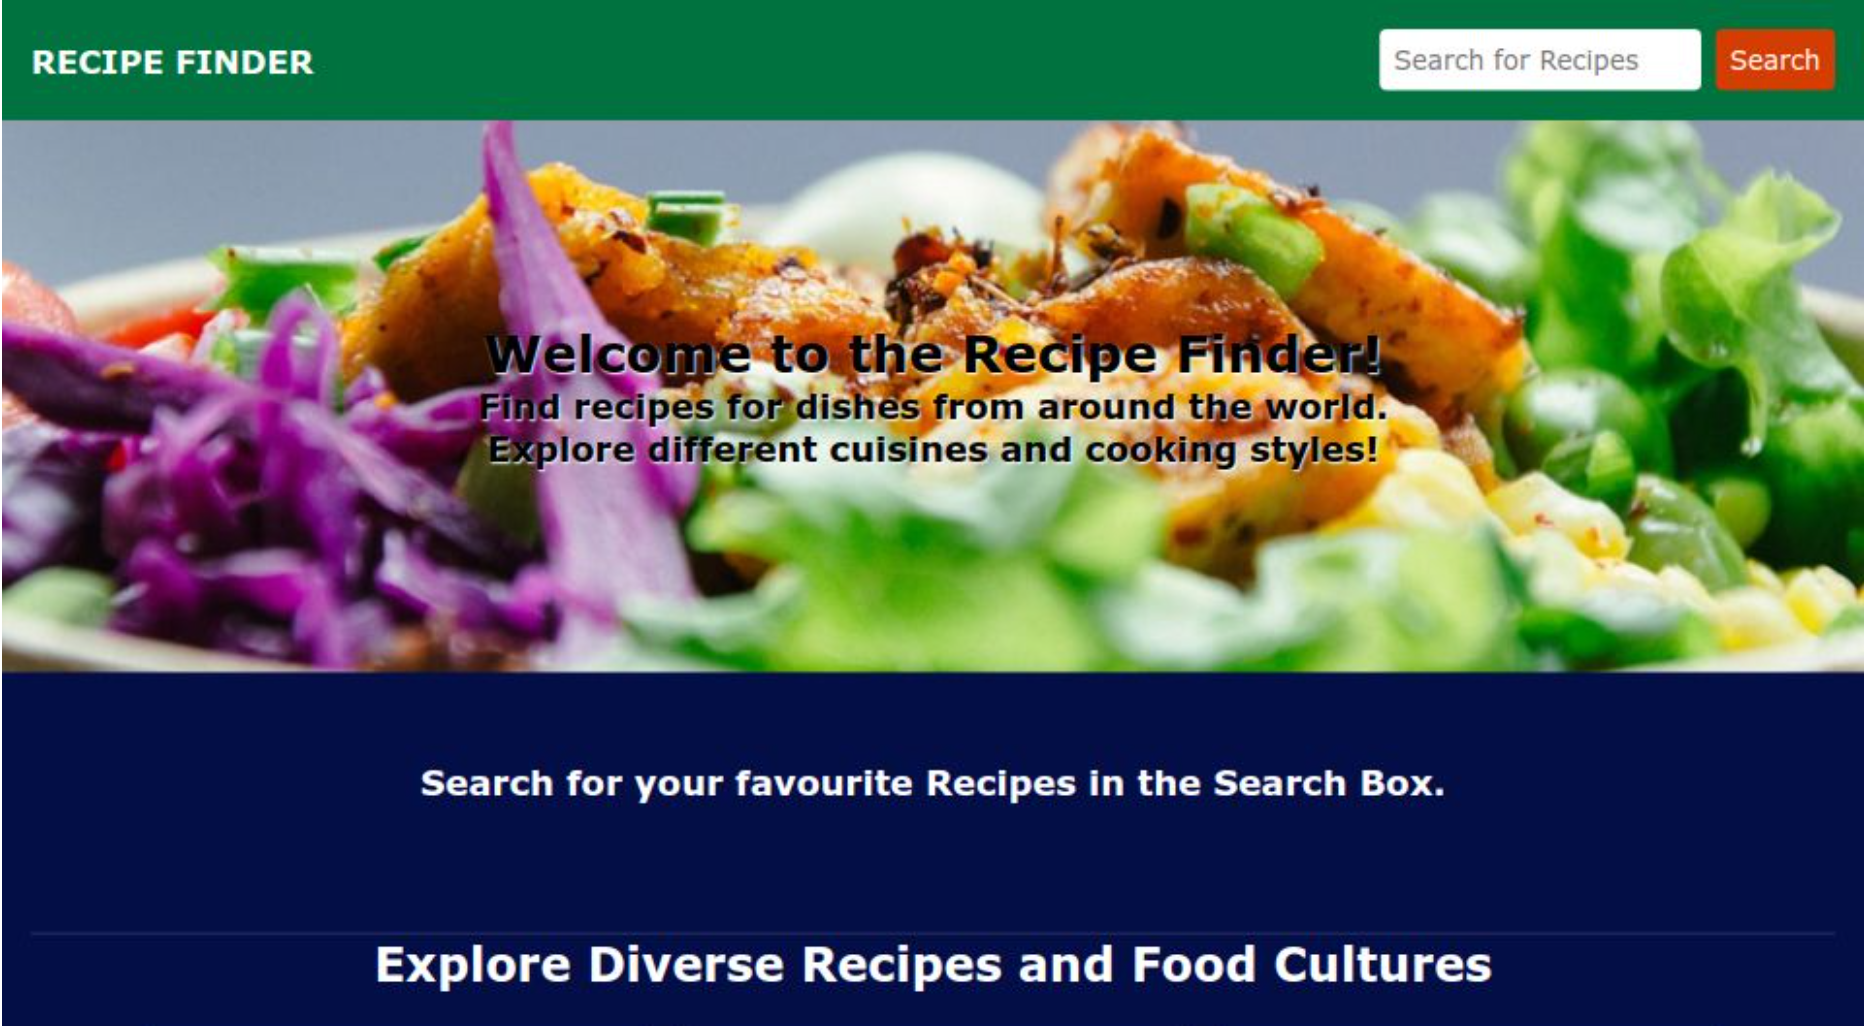 RECIPE FINDER
Search for Recipes
Search
Welcome to the Recipe Finder!
Find recipes for dishes from around the world.
Explore different cuisines and cooking styles!
Search for your favourite Recipes in the Search Box.
Explore Diverse Recipes and Food Cultures